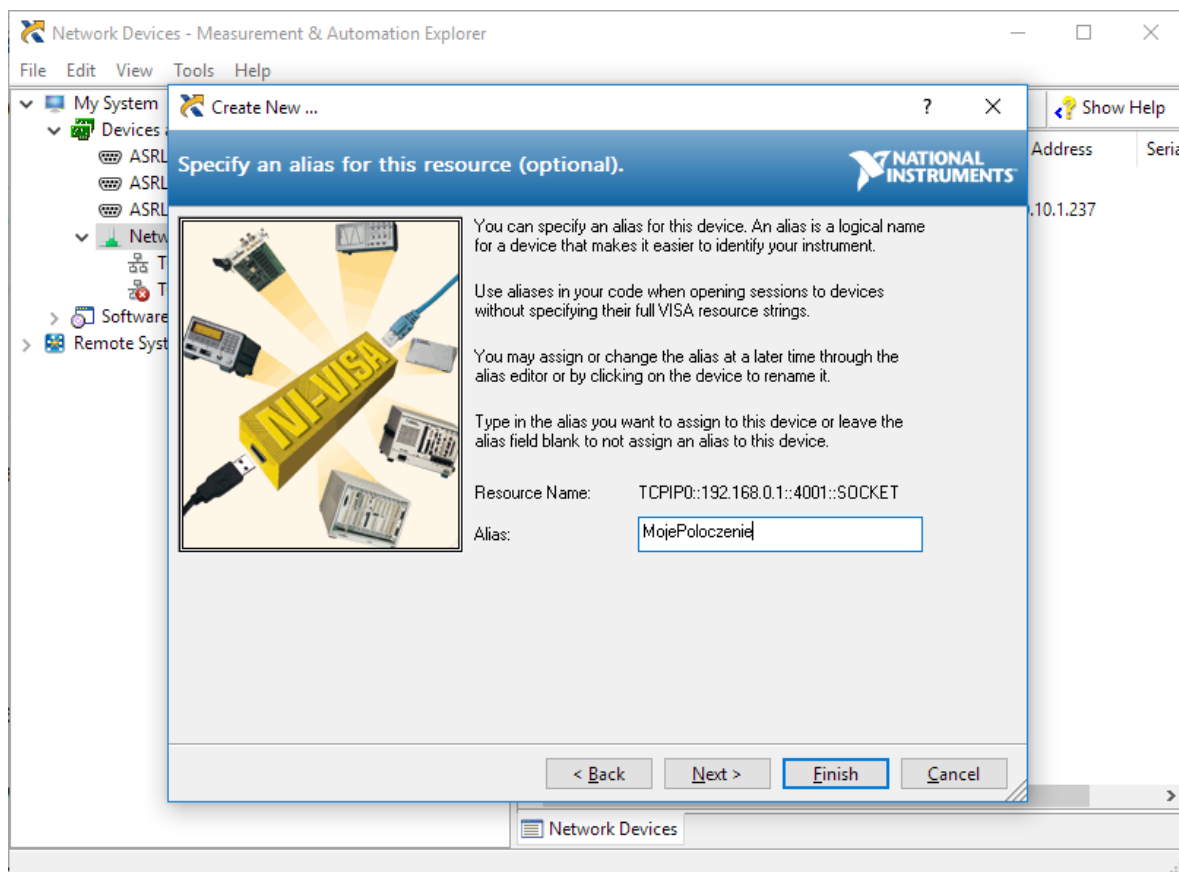 Network Devices - Measurement & Automation Explorer
File Edit View Tools Help
My System
Devices
ASRL
ASRL
ASRL
Netw
T
T
Software
Remote Syst
Create New ...
?
Show Help
Specify an alias for this resource (optional).
NATIONAL
INSTRUMENTS
Address Seria
.10.1.237
You can specify an alias for this device. An alias is a logical name
for a device that makes it easier to identify your instrument.
Use aliases in your code when opening sessions to devices
without specifying their full VISA resource strings.
You may assign or change the alias at a later time through the
alias editor or by clicking on the device to rename it.
Type in the alias you want to assign to this device or leave the
alias field blank to not assign an alias to this device.
NI-VISA
Resource Name: TCPIP0::192.168.0.1::4001::SOCKET
Alias: MojePoloczenie
< Back Next > Finish Cancel
Network Devices